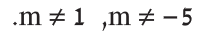 .m ≠ 1 ,m ≠ −5